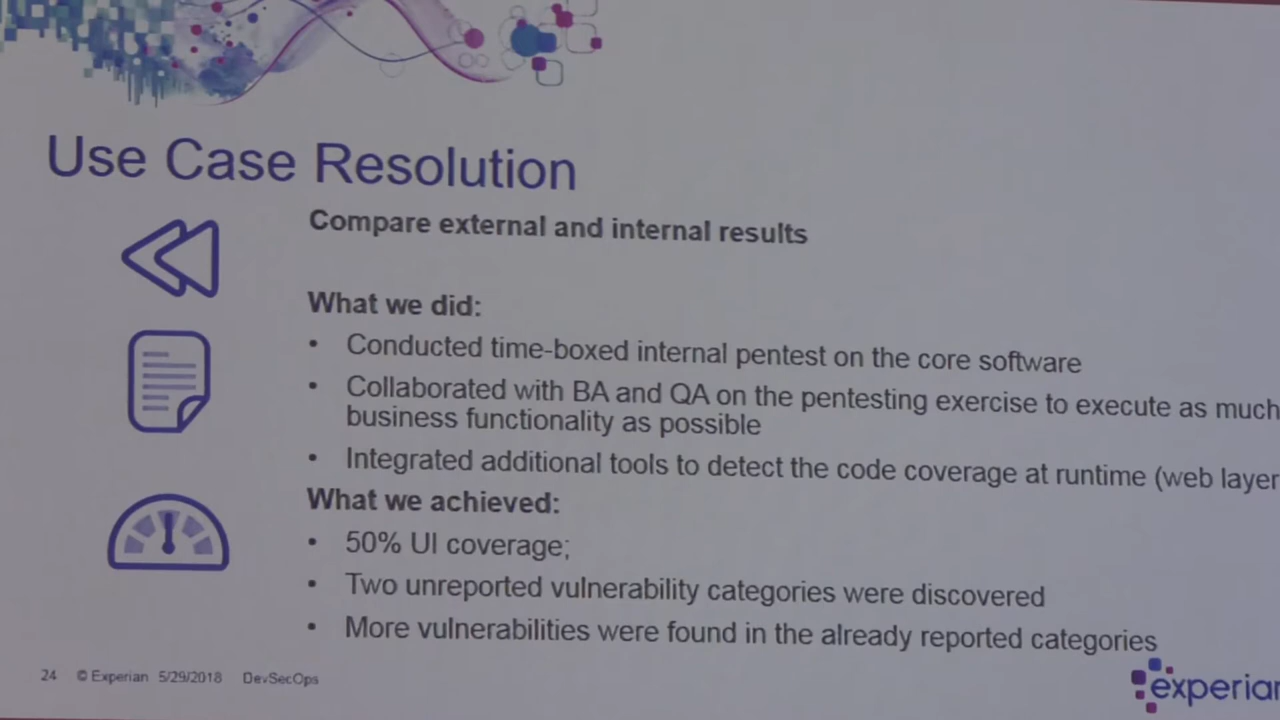 Use Case Resolution
Compare external and internal results
What we did:
• Conducted time-boxed internal pentest on the core software
• Collaborated with BA and QA on the pentesting exercise to execute as much
business functionality as possible
• Integrated additional tools to detect the code coverage at runtime (web layer
What we achieved:
• 50% UI coverage;
• Two unreported vulnerability categories were discovered
• More vulnerabilities were found in the already reported categories
24 © Experian 5/29/2018 DevSecOps
experian